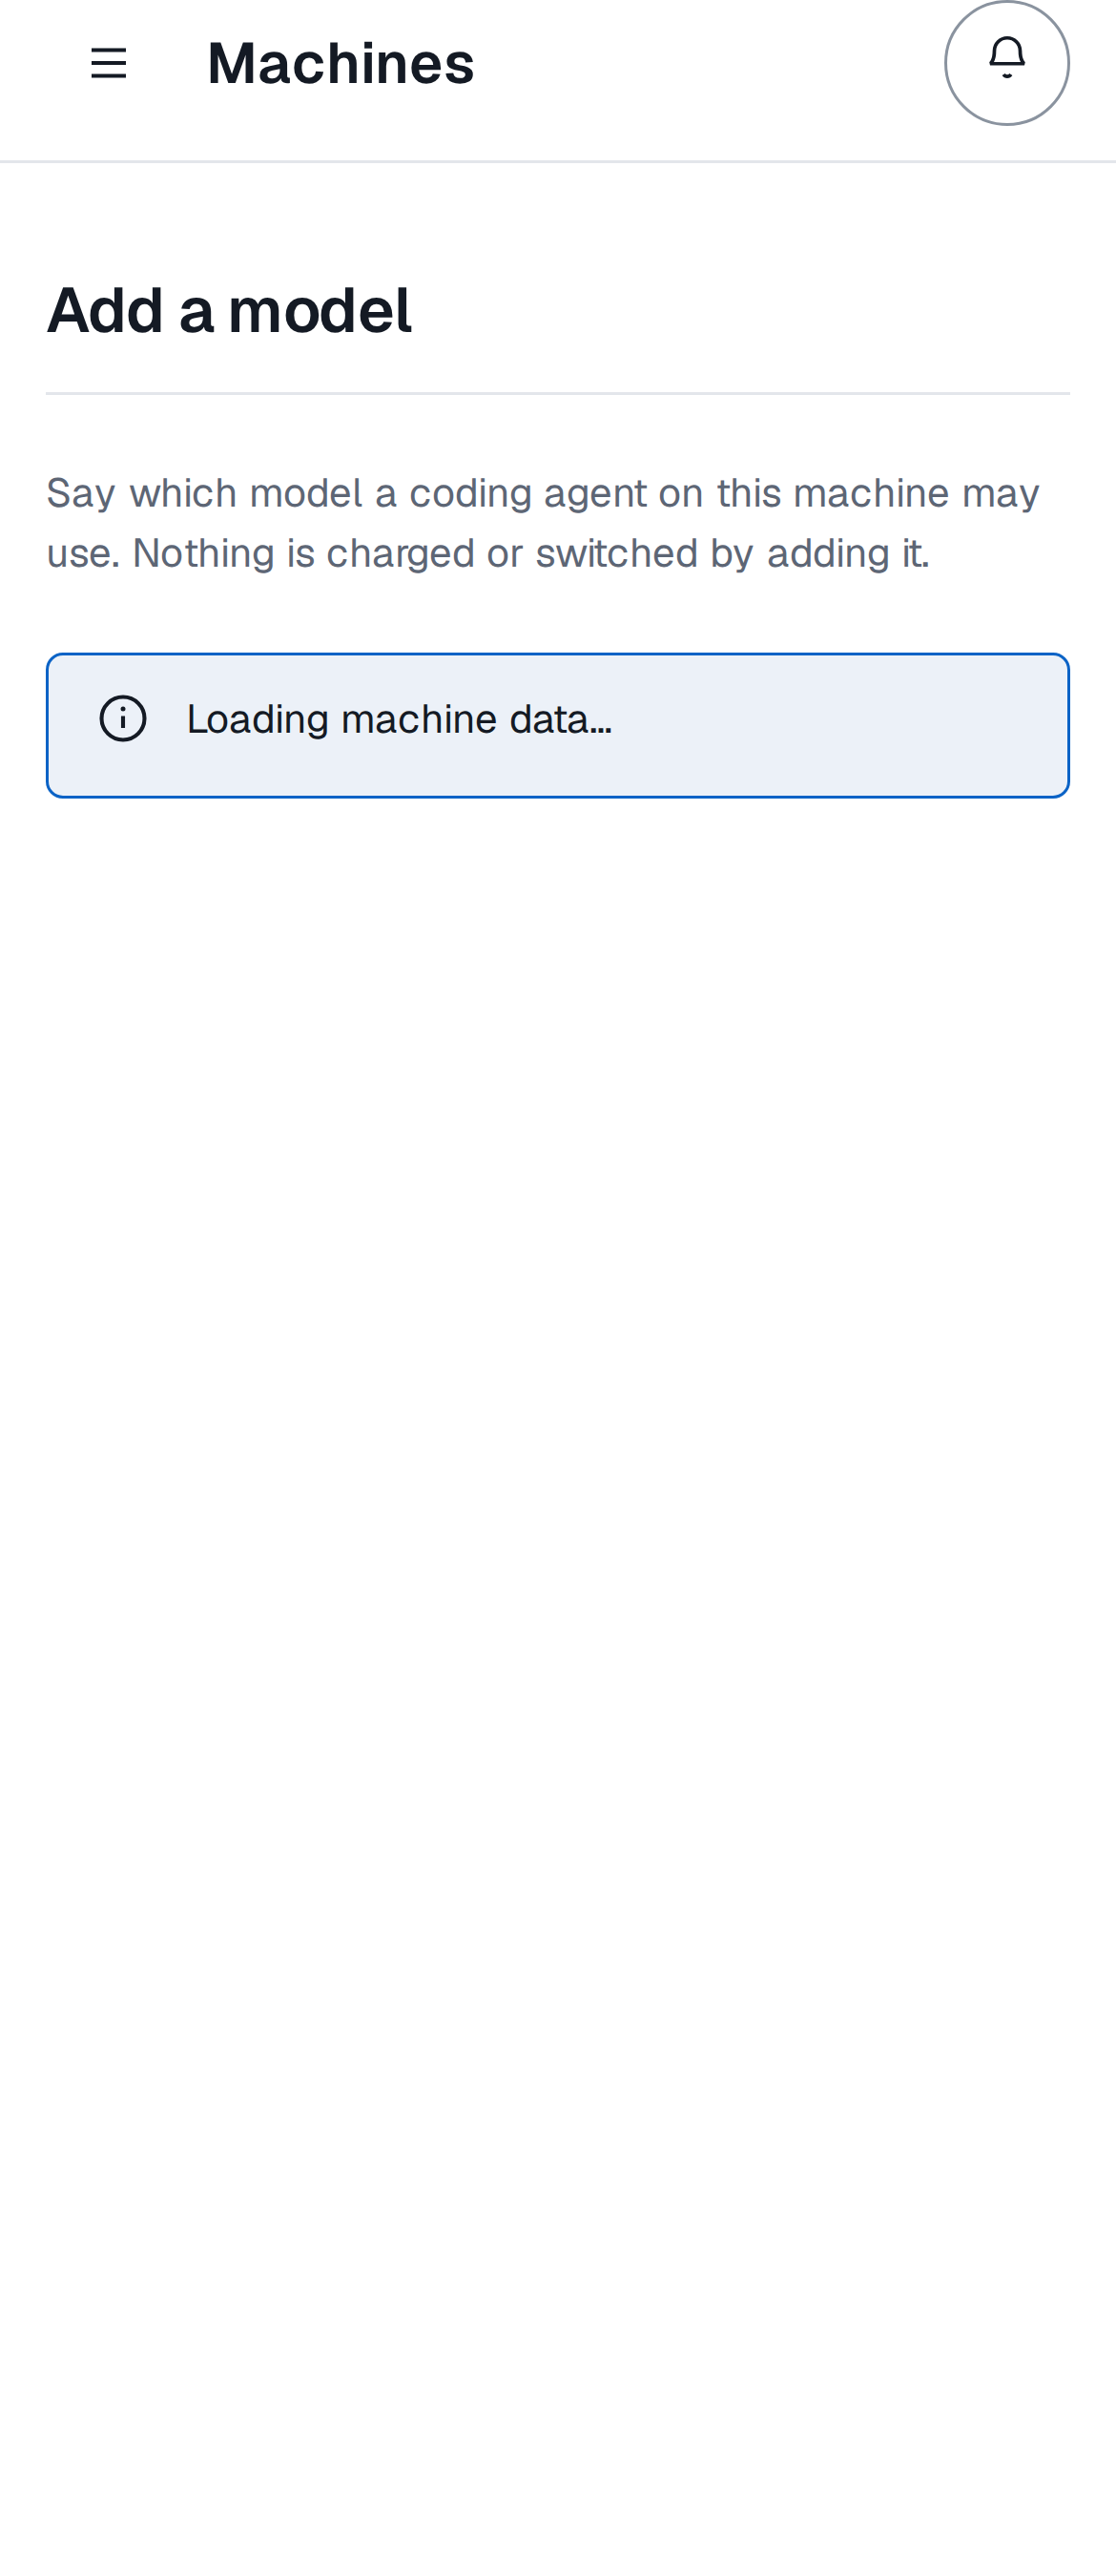 Machines
Add a model
Say which model a coding agent on this machine may
use. Nothing is charged or switched by adding it.
Loading machine data…